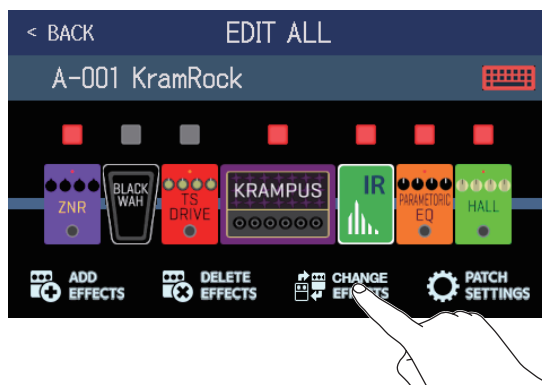 < BACK
EDIT ALL
A-001 KramRock
ZNR
BLACK
WAH
TS
DRIVE
KRAMPUS
IR
PARAMETORIC
EQ
HALL
ADD
EFFECTS
DELETE
EFFECTS
CHANGE
EFFECTS
PATCH
SETTINGS